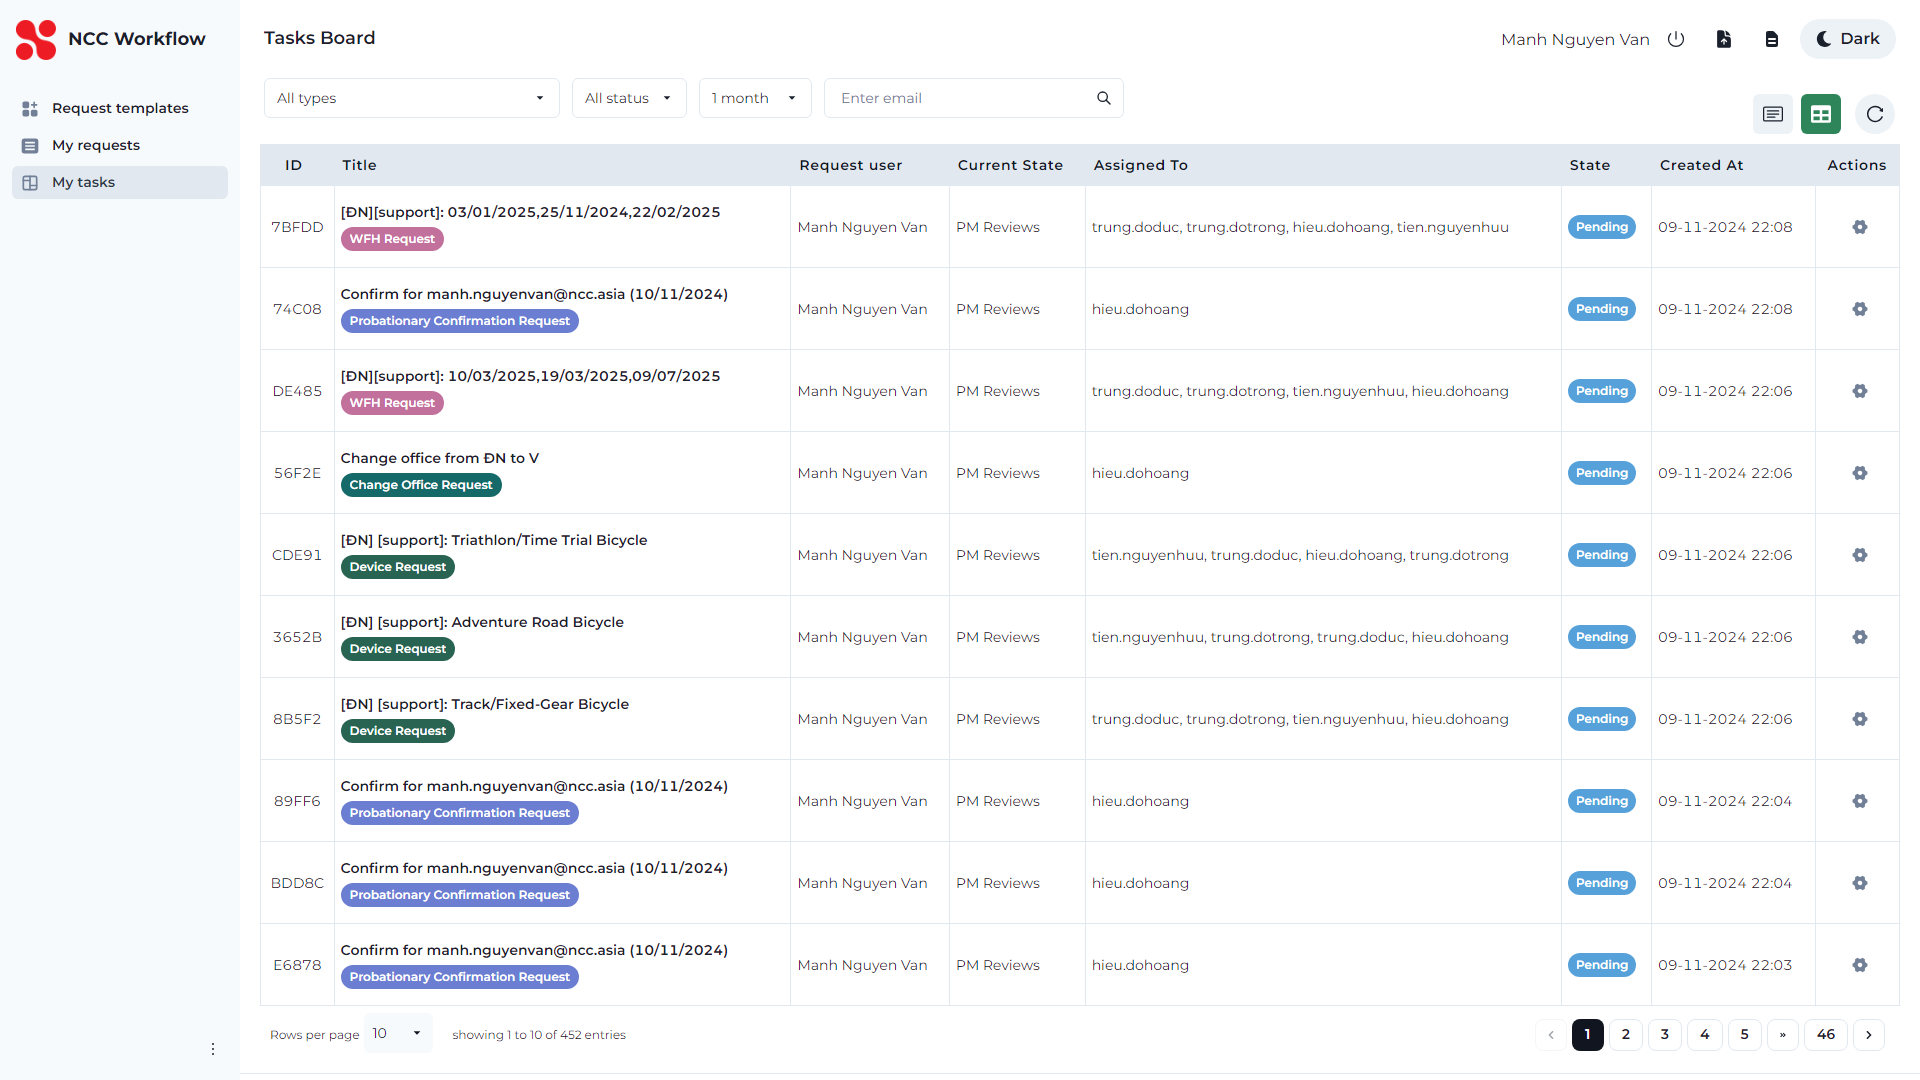 NCC Workflow
Request templates
My requests
My tasks
Tasks Board
Manh Nguyen Van
Dark
All types
All status
1 month
Enter email
ID Title Request user Current State Assigned To State Created At Actions
7BFDD [ĐN][support]: 03/01/2025,25/11/2024,22/02/2025 WFH Request Manh Nguyen Van PM Reviews trung.doduc, trung.dotrong, hieu.dohoang, tien.nguyenhuu Pending 09-11-2024 22:08
74C08 Confirm for manh.nguyenvan@ncc.asia (10/11/2024) Probationary Confirmation Request Manh Nguyen Van PM Reviews hieu.dohoang Pending 09-11-2024 22:08
DE485 [ĐN][support]: 10/03/2025,19/03/2025,09/07/2025 WFH Request Manh Nguyen Van PM Reviews trung.doduc, trung.dotrong, tien.nguyenhuu, hieu.dohoang Pending 09-11-2024 22:06
56F2E Change office from ĐN to V Change Office Request Manh Nguyen Van PM Reviews hieu.dohoang Pending 09-11-2024 22:06
CDE91 [ĐN] [support]: Triathlon/Time Trial Bicycle Device Request Manh Nguyen Van PM Reviews tien.nguyenhuu, trung.doduc, hieu.dohoang, trung.dotrong Pending 09-11-2024 22:06
3652B [ĐN] [support]: Adventure Road Bicycle Device Request Manh Nguyen Van PM Reviews tien.nguyenhuu, trung.dotrong, trung.doduc, hieu.dohoang Pending 09-11-2024 22:06
8B5F2 [ĐN] [support]: Track/Fixed-Gear Bicycle Device Request Manh Nguyen Van PM Reviews trung.doduc, trung.dotrong, tien.nguyenhuu, hieu.dohoang Pending 09-11-2024 22:06
89FF6 Confirm for manh.nguyenvan@ncc.asia (10/11/2024) Probationary Confirmation Request Manh Nguyen Van PM Reviews hieu.dohoang Pending 09-11-2024 22:04
BDD8C Confirm for manh.nguyenvan@ncc.asia (10/11/2024) Probationary Confirmation Request Manh Nguyen Van PM Reviews hieu.dohoang Pending 09-11-2024 22:04
E6878 Confirm for manh.nguyenvan@ncc.asia (10/11/2024) Probationary Confirmation Request Manh Nguyen Van PM Reviews hieu.dohoang Pending 09-11-2024 22:03
Rows per page 10 showing 1 to 10 of 452 entries ‹ 1 2 3 4 5 » 46 ›